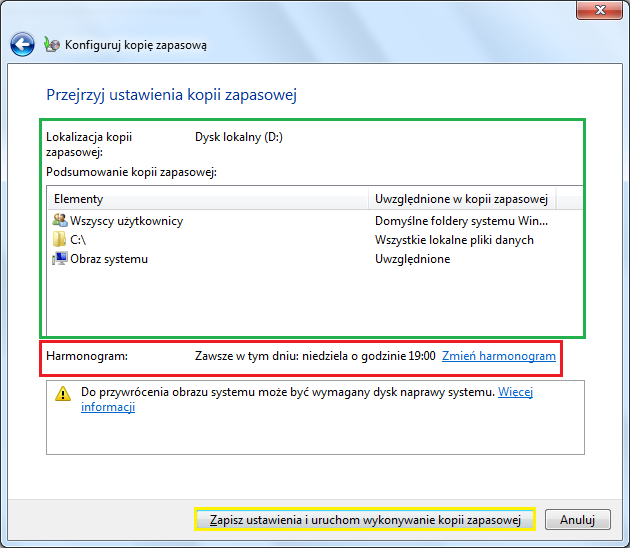 Konfiguruj kopię zapasową
Przejrzyj ustawienia kopii zapasowej
Lokalizacja kopii zapasowej: Dysk lokalny (D:)
Podsumowanie kopii zapasowej:
Elementy Uwzględnione w kopii zapasowej
Wszyscy użytkownicy Domyślne foldery systemu Win...
C:\ Wszystkie lokalne pliki danych
Obraz systemu Uwzględnione
Harmonogram: Zawsze w tym dniu: niedziela o godzinie 19:00 Zmień harmonogram
Do przywrócenia obrazu systemu może być wymagany dysk naprawy systemu. Więcej
informacji
Zapisz ustawienia i uruchom wykonywanie kopii zapasowej Anuluj